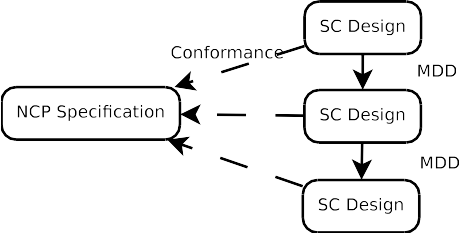 SC Design
Conformance
MDD
NCP Specification
SC Design
MDD
SC Design